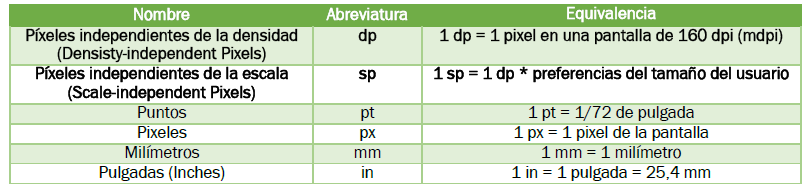 Nombre Abreviatura Equivalencia
Píxeles independientes de la densidad dp 1 dp = 1 pixel en una pantalla de 160 dpi (mdpi)
(Densisty-independent Pixels)
Píxeles independientes de la escala sp 1 sp = 1 dp * preferencias del tamaño del usuario
(Scale-independent Pixels)
Puntos pt 1 pt = 1/72 de pulgada
Pixeles px 1 px = 1 pixel de la pantalla
Milímetros mm 1 mm = 1 milímetro
Pulgadas (Inches) in 1 in = 1 pulgada = 25,4 mm